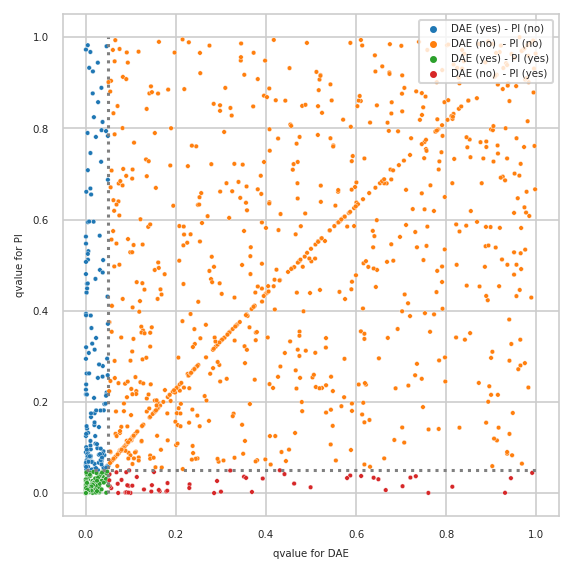 DAE (yes) - PI (no)
DAE (no) - PI (no)
DAE (yes) - PI (yes)
DAE (no) - PI (yes)
1.0
0.8
0.6
0.4
0.2
0.0
qvalue for PI
0.0 0.2 0.4 0.6 0.8 1.0
qvalue for DAE